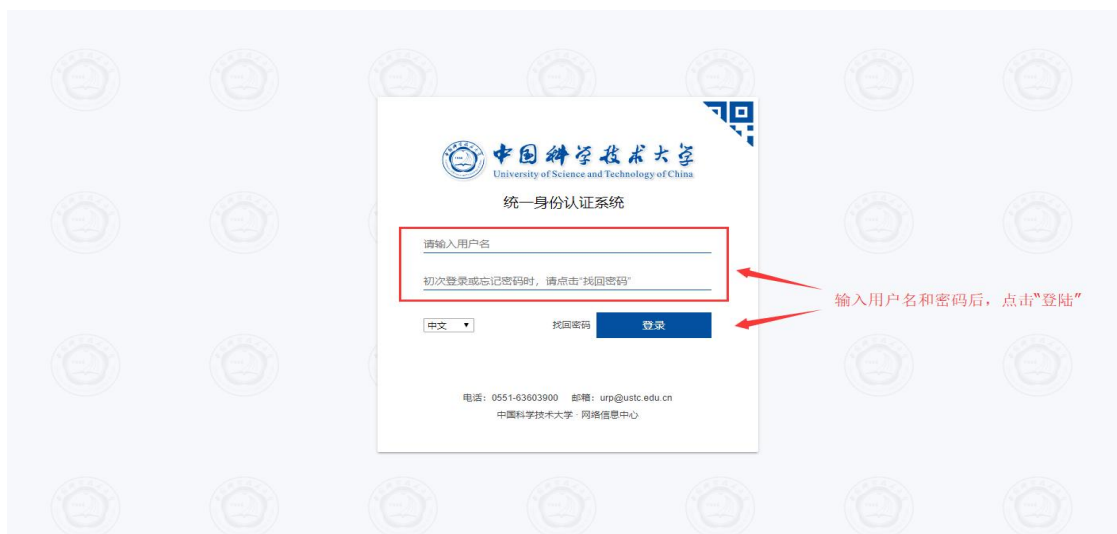 中国科学技术大学
University of Science and Technology of China
统一身份认证系统
请输入用户名
初次登录或忘记密码时，请点击“找回密码”
输入用户名和密码后，点击“登陆”
中文
找回密码
登录
电话：0551-63603900 邮箱：urp@ustc.edu.cn
中国科学技术大学 · 网络信息中心